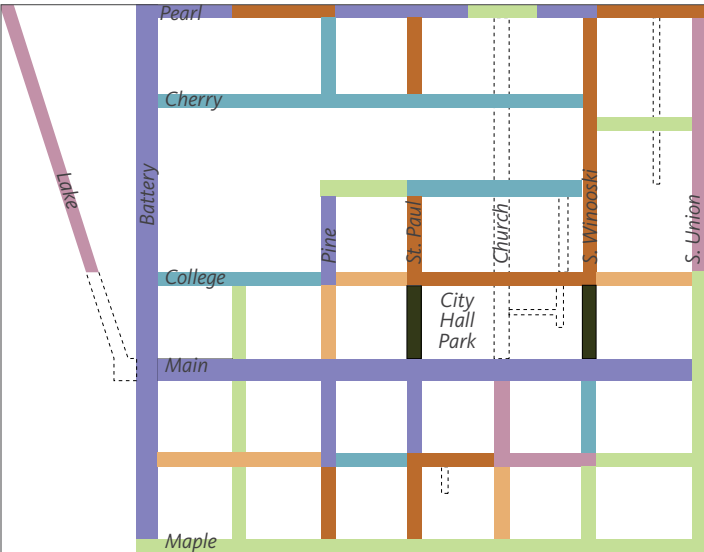 Pearl
Cherry
Lake
Battery
Pine
St. Paul
Church
S. Winooski
S. Union
College
City
Hall
Park
Main
Maple